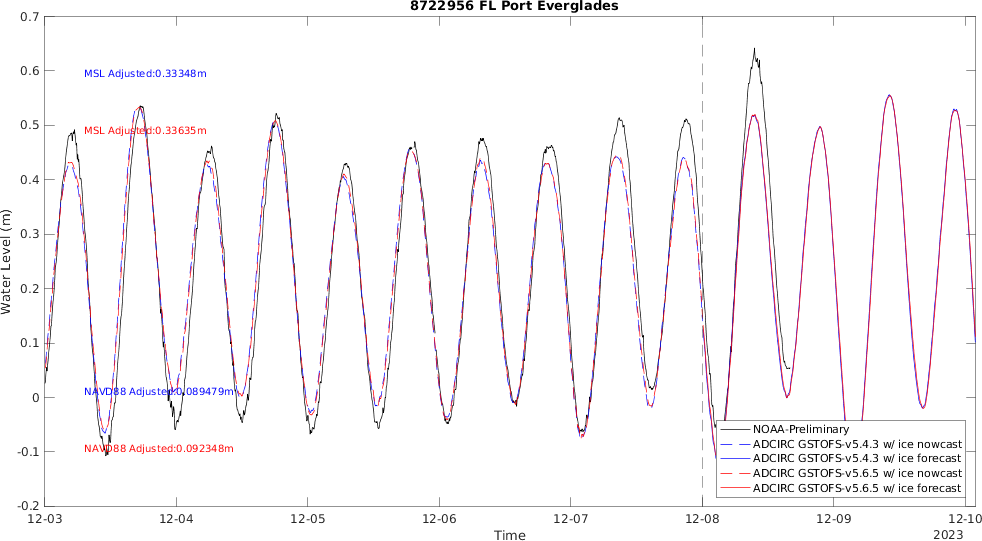 8722956 FL Port Everglades
0.7
0.6
0.5
0.4
0.3
0.2
0.1
0
-0.1
-0.2
Water Level (m)
MSL Adjusted:0.33348m
MSL Adjusted:0.33635m
NAVD88 Adjusted:0.089479m
NAVD88 Adjusted:0.092348m
NOAA-Preliminary
ADCIRC GSTOFS-v5.4.3 w/ ice nowcast
ADCIRC GSTOFS-v5.4.3 w/ ice forecast
ADCIRC GSTOFS-v5.6.5 w/ ice nowcast
ADCIRC GSTOFS-v5.6.5 w/ ice forecast
12-03 12-04 12-05 12-06 12-07 12-08 12-09 12-10
Time
2023